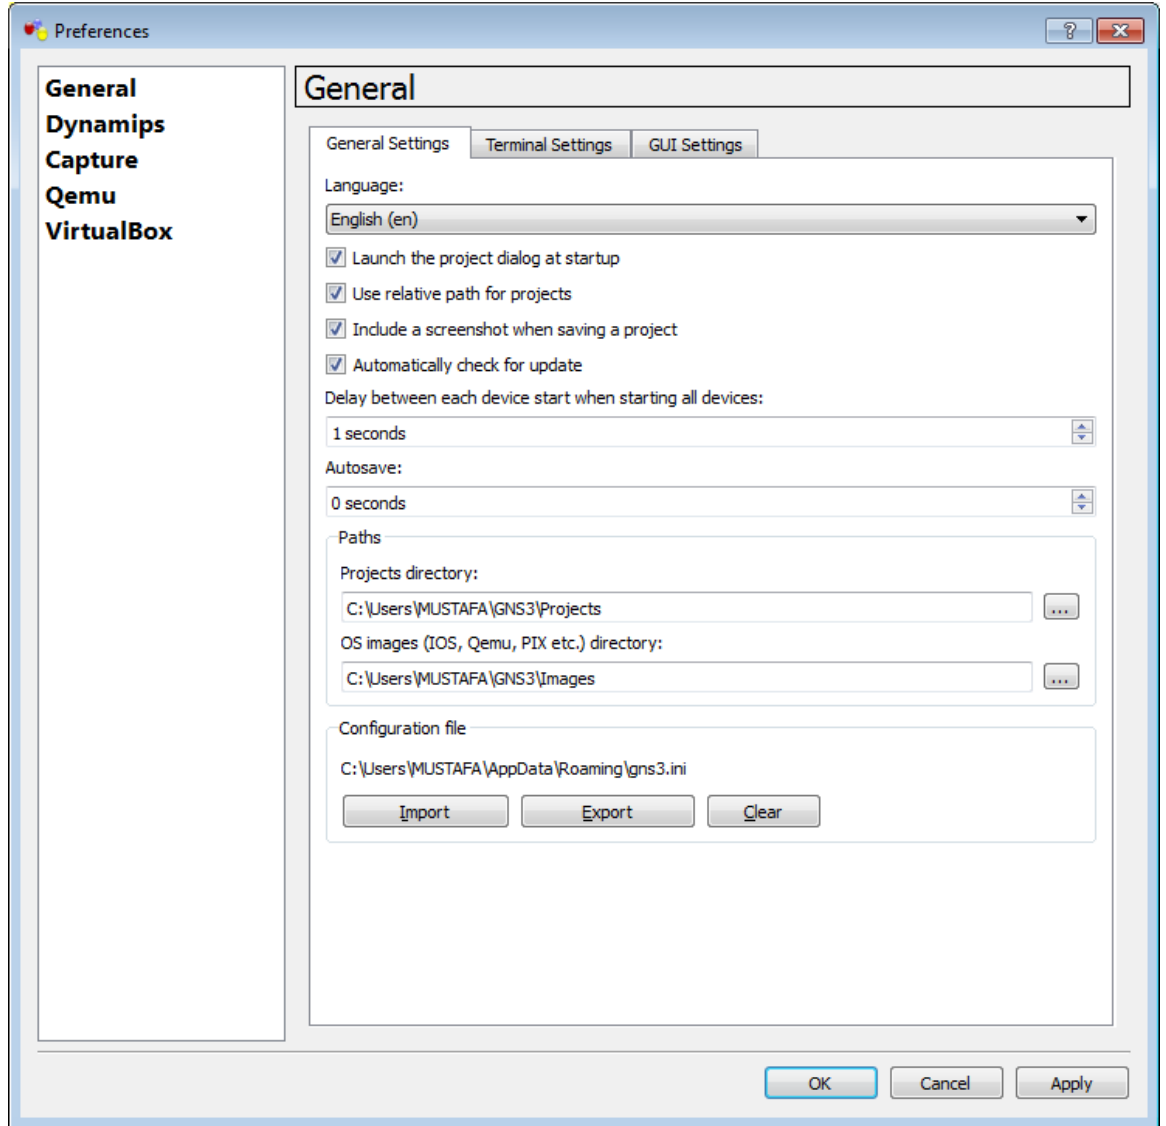 Preferences
General
Dynamips
Capture
Qemu
VirtualBox
General
General Settings
Terminal Settings
GUI Settings
Language:
English (en)
Launch the project dialog at startup
Use relative path for projects
Include a screenshot when saving a project
Automatically check for update
Delay between each device start when starting all devices:
1 seconds
Autosave:
0 seconds
Paths
Projects directory:
C:\Users\MUSTAFA\GNS3\Projects
...
OS images (IOS, Qemu, PIX etc.) directory:
C:\Users\MUSTAFA\GNS3\Images
...
Configuration file
C:\Users\MUSTAFA\AppData\Roaming\gns3.ini
Import
Export
Clear
OK
Cancel
Apply